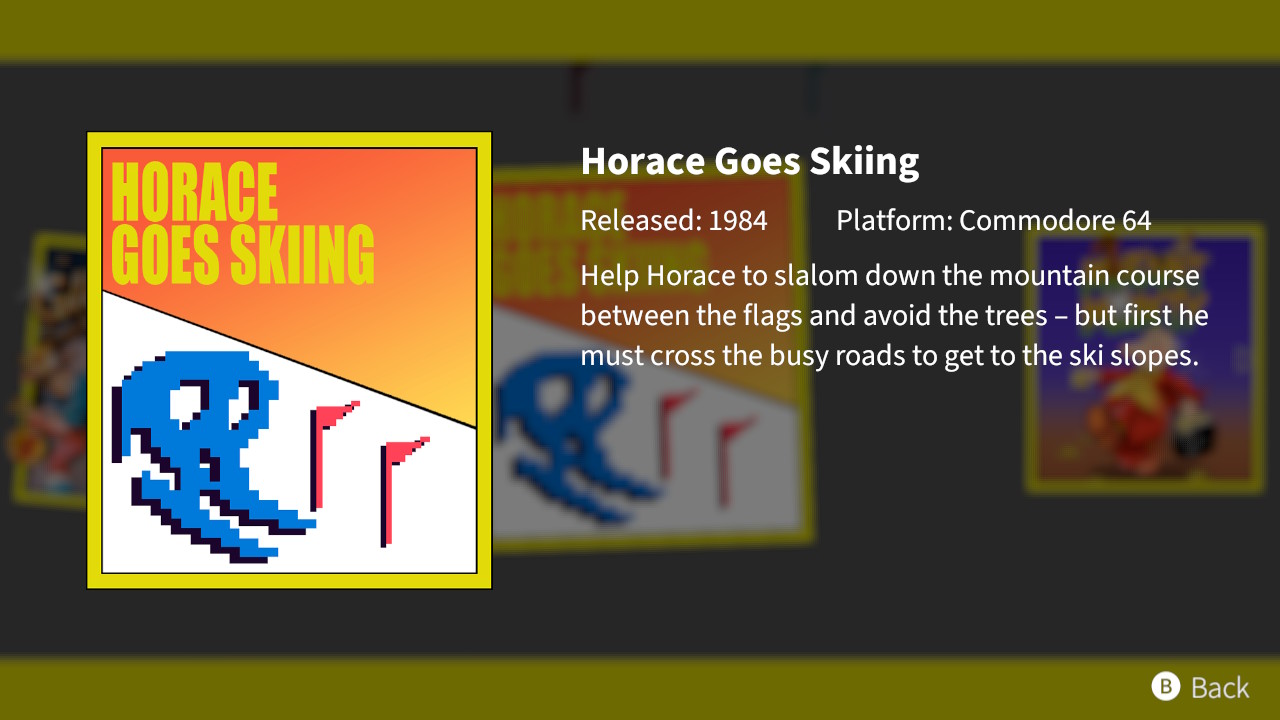 HORACE
GOES SKIING
Horace Goes Skiing
Released: 1984 Platform: Commodore 64
Help Horace to slalom down the mountain course
between the flags and avoid the trees – but first he
must cross the busy roads to get to the ski slopes.
B Back